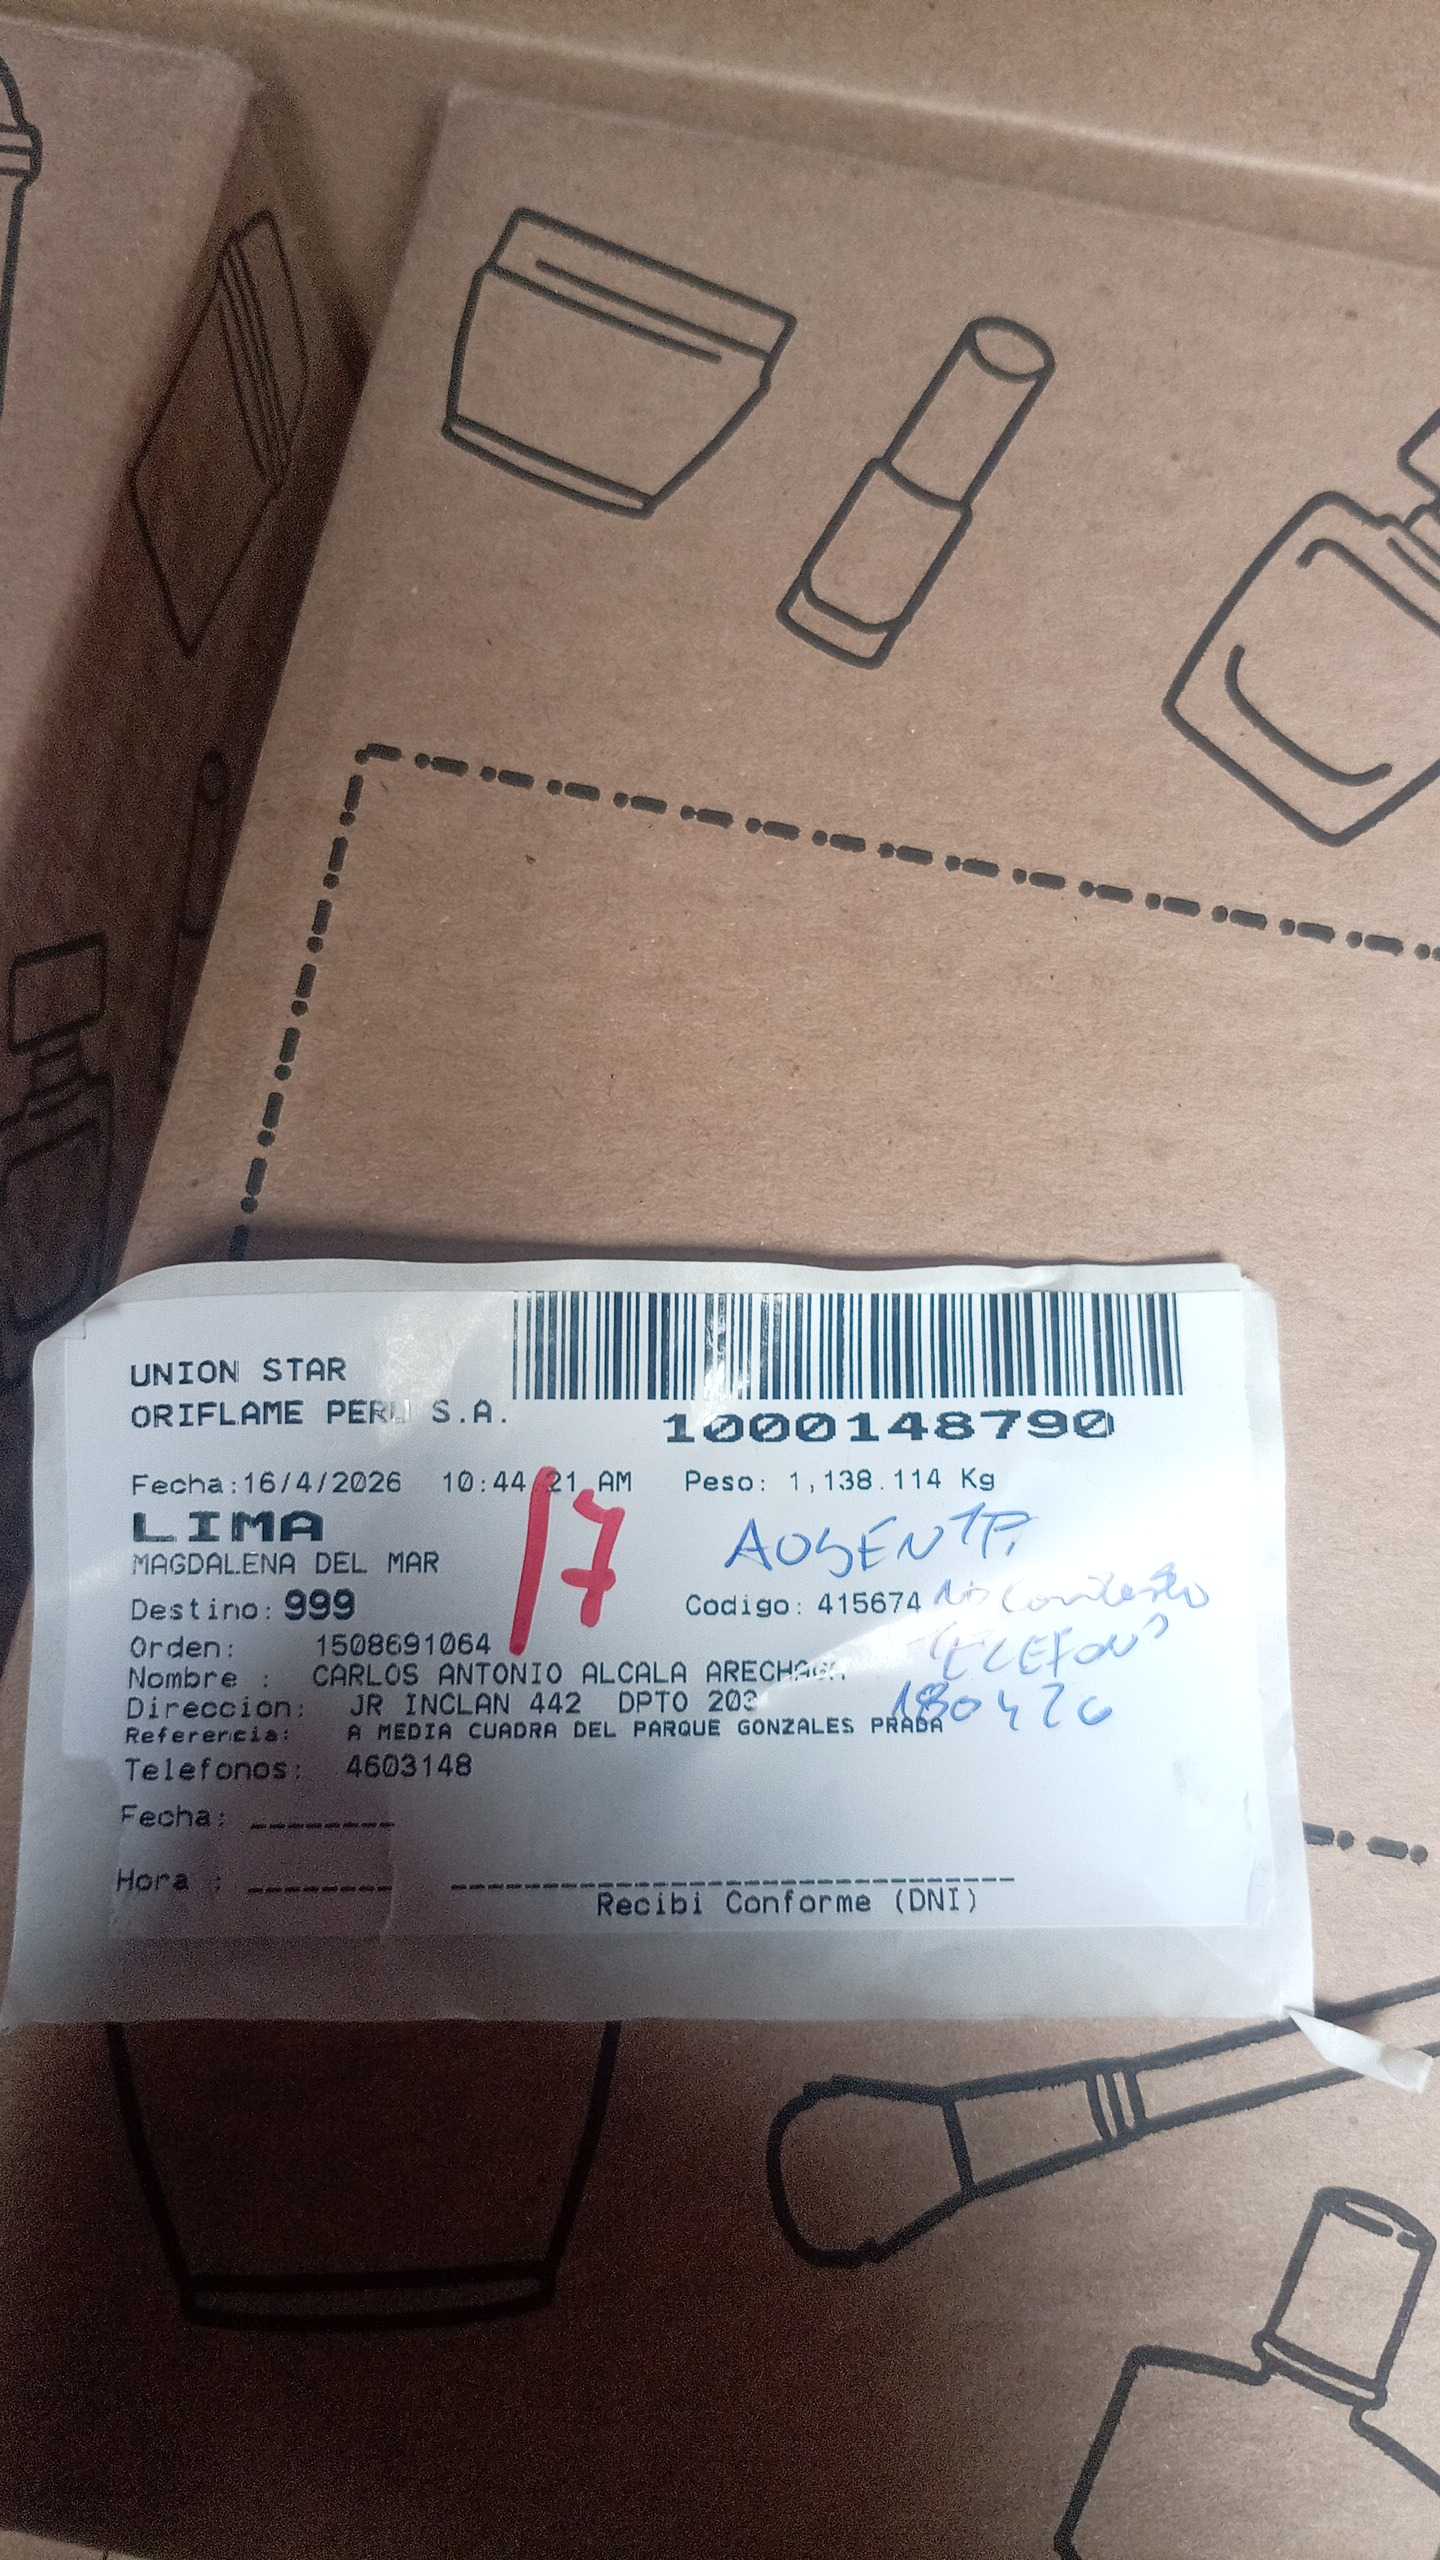 UNION STAR
ORIFLAME PERU S.A.
1000148790
Fecha:16/4/2026 10:44:21 AM Peso: 1,138.114 Kg
17
LIMA
AUSENTE
MAGDALENA DEL MAR
Destino: 999 Codigo: 415674 No contesto
TELEFONO
Orden: 1508691064
Nombre : CARLOS ANTONIO ALCALA ARECHAGA
Direccion: JR INCLAN 442 DPTO 203
180426
Referencia: A MEDIA CUADRA DEL PARQUE GONZALES PRADA
Telefonos: 4603148
Fecha: ________
Hora : ________
Recibi Conforme (DNI)